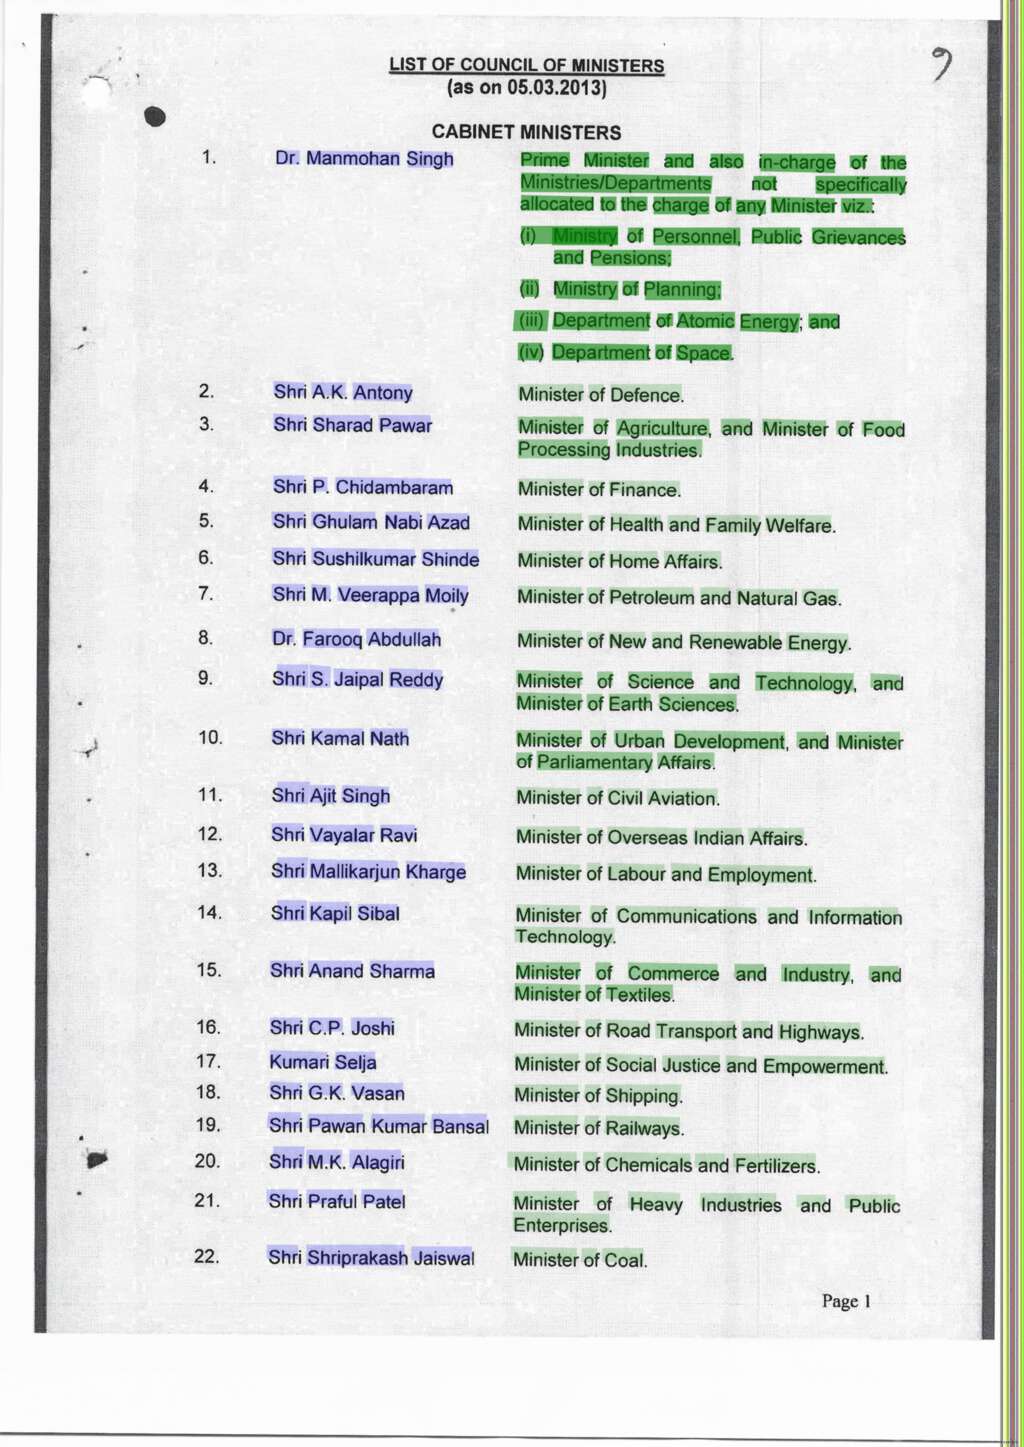 9
LIST OF COUNCIL OF MINISTERS
(as on 05.03.2013)
CABINET MINISTERS
1. Dr. Manmohan Singh Prime Minister and also in-charge of the
Ministries/Departments not specifically
allocated to the charge of any Minister viz.:
(i) Ministry of Personnel, Public Grievances
and Pensions;
(ii) Ministry of Planning;
(iii) Department of Atomic Energy; and
(iv) Department of Space.
2. Shri A.K. Antony Minister of Defence.
3. Shri Sharad Pawar Minister of Agriculture, and Minister of Food
Processing Industries.
4. Shri P. Chidambaram Minister of Finance.
5. Shri Ghulam Nabi Azad Minister of Health and Family Welfare.
6. Shri Sushilkumar Shinde Minister of Home Affairs.
7. Shri M. Veerappa Moily Minister of Petroleum and Natural Gas.
8. Dr. Farooq Abdullah Minister of New and Renewable Energy.
9. Shri S. Jaipal Reddy Minister of Science and Technology, and
Minister of Earth Sciences.
10. Shri Kamal Nath Minister of Urban Development, and Minister
of Parliamentary Affairs.
11. Shri Ajit Singh Minister of Civil Aviation.
12. Shri Vayalar Ravi Minister of Overseas Indian Affairs.
13. Shri Mallikarjun Kharge Minister of Labour and Employment.
14. Shri Kapil Sibal Minister of Communications and Information
Technology.
15. Shri Anand Sharma Minister of Commerce and Industry, and
Minister of Textiles.
16. Shri C.P. Joshi Minister of Road Transport and Highways.
17. Kumari Selja Minister of Social Justice and Empowerment.
18. Shri G.K. Vasan Minister of Shipping.
19. Shri Pawan Kumar Bansal Minister of Railways.
20. Shri M.K. Alagiri Minister of Chemicals and Fertilizers.
21. Shri Praful Patel Minister of Heavy Industries and Public
Enterprises.
22. Shri Shriprakash Jaiswal Minister of Coal.
Page 1